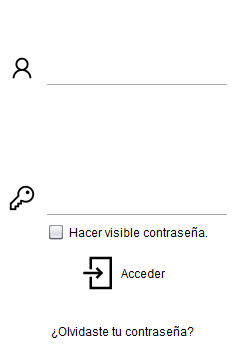 Hacer visible contraseña.
Acceder
¿Olvidaste tu contraseña?